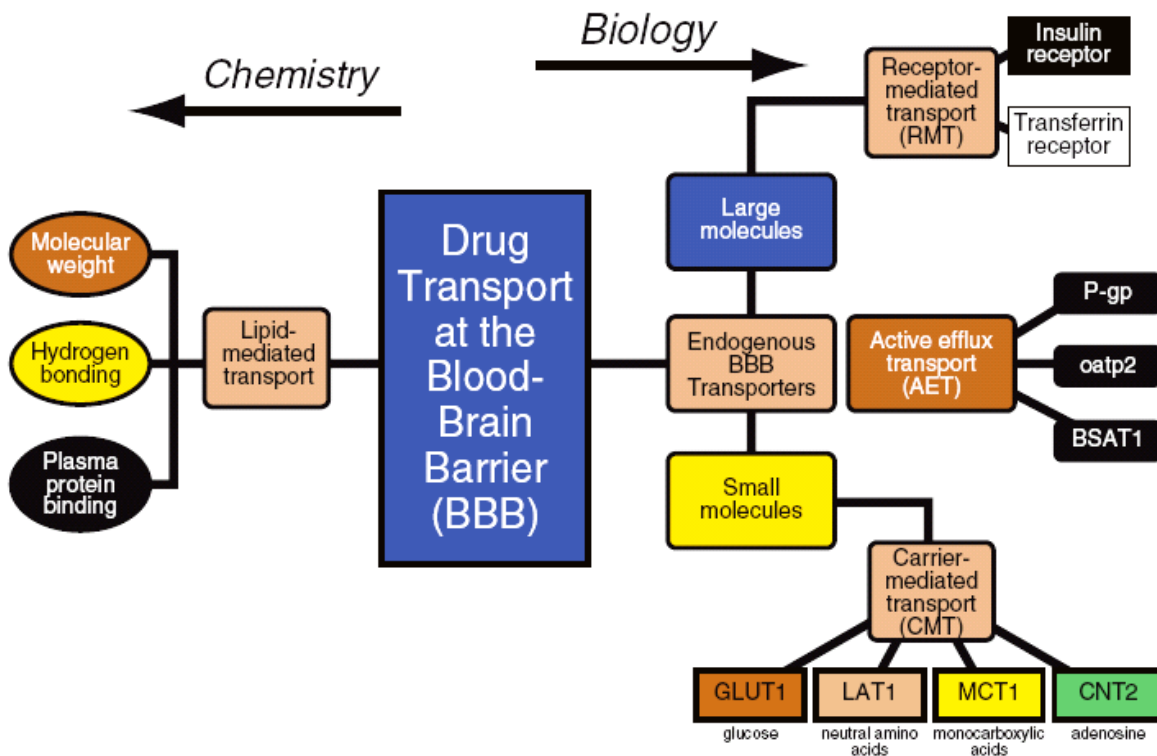 Chemistry
Biology
Molecular
weight
Hydrogen
bonding
Plasma
protein
binding
Lipid-
mediated
transport
Drug
Transport
at the
Blood-
Brain
Barrier
(BBB)
Large
molecules
Endogenous
BBB
Transporters
Small
molecules
Receptor-
mediated
transport
(RMT)
Insulin
receptor
Transferrin
receptor
Active efflux
transport
(AET)
P-gp
oatp2
BSAT1
Carrier-
mediated
transport
(CMT)
GLUT1
glucose
LAT1
neutral amino
acids
MCT1
monocarboxylic
acids
CNT2
adenosine